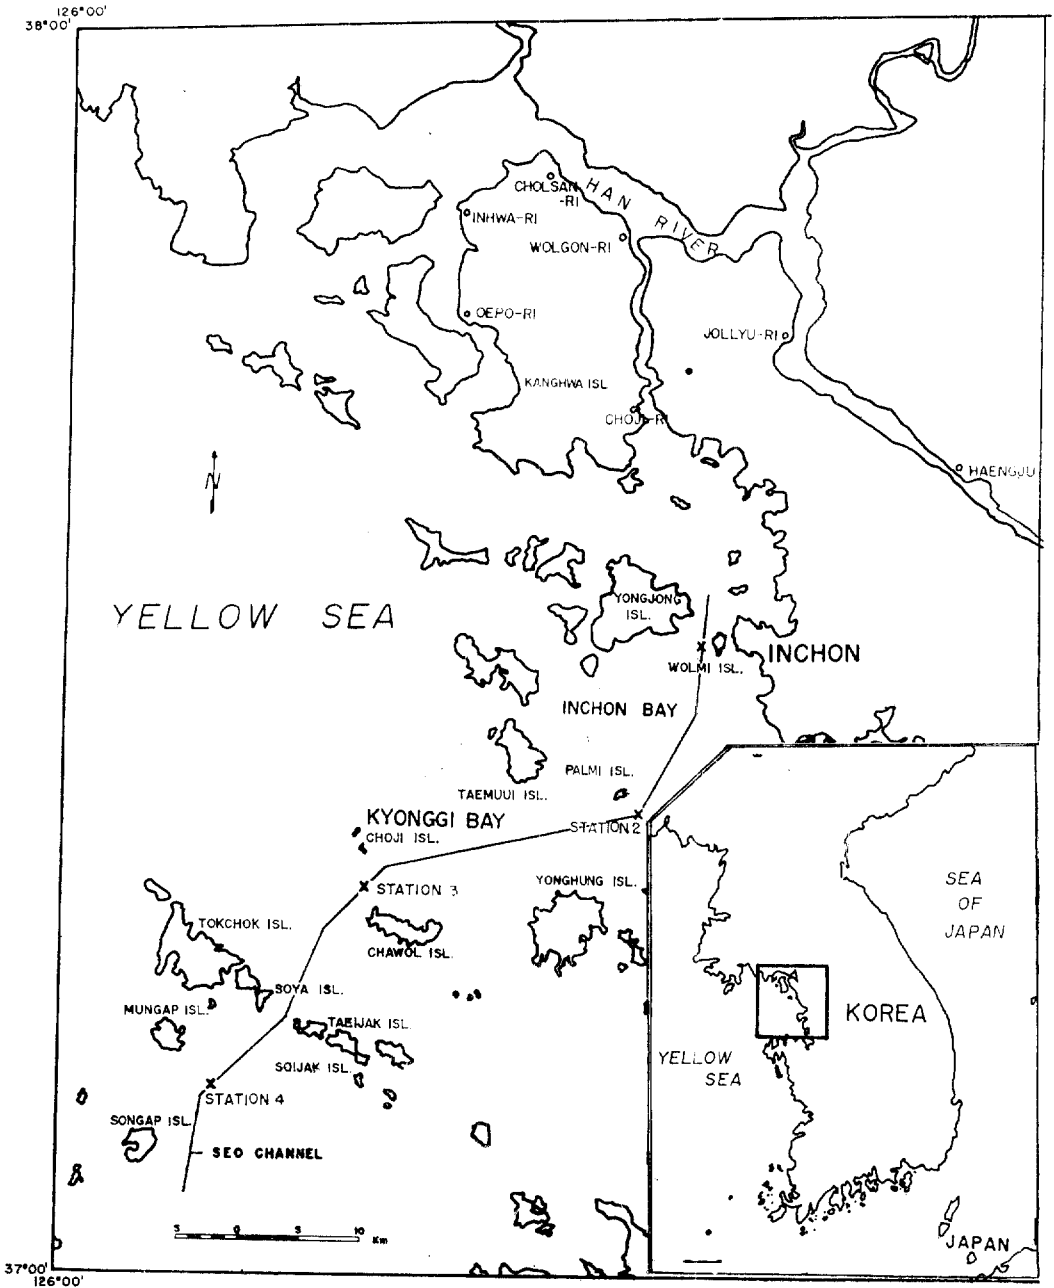 126°00'
38°00'
CHOLSAN
-RI
HAN RIVER
INHWA-RI
WOLGON-RI
OEPO-RI
JOLLYU-RI
KANGHWA ISL
CHOJI-RI
HAENGJU
N
YELLOW SEA
YONGJONG
ISL.
INCHON
WOLMI ISL.
INCHON BAY
PALMI ISL.
TAEMUUI ISL.
KYONGGI BAY
CHOJI ISL.
STATION 2
STATION 3
YONGHUNG ISL.
TOKCHOK ISL.
CHAWOL ISL.
SOYA ISL.
MUNGAP ISL.
TAEIJAK ISL.
SOIJAK ISL.
STATION 4
SONGAP ISL.
SEO CHANNEL
5 0 5 10
Km
37°00'
126°00'
SEA
OF
JAPAN
KOREA
YELLOW
SEA
JAPAN